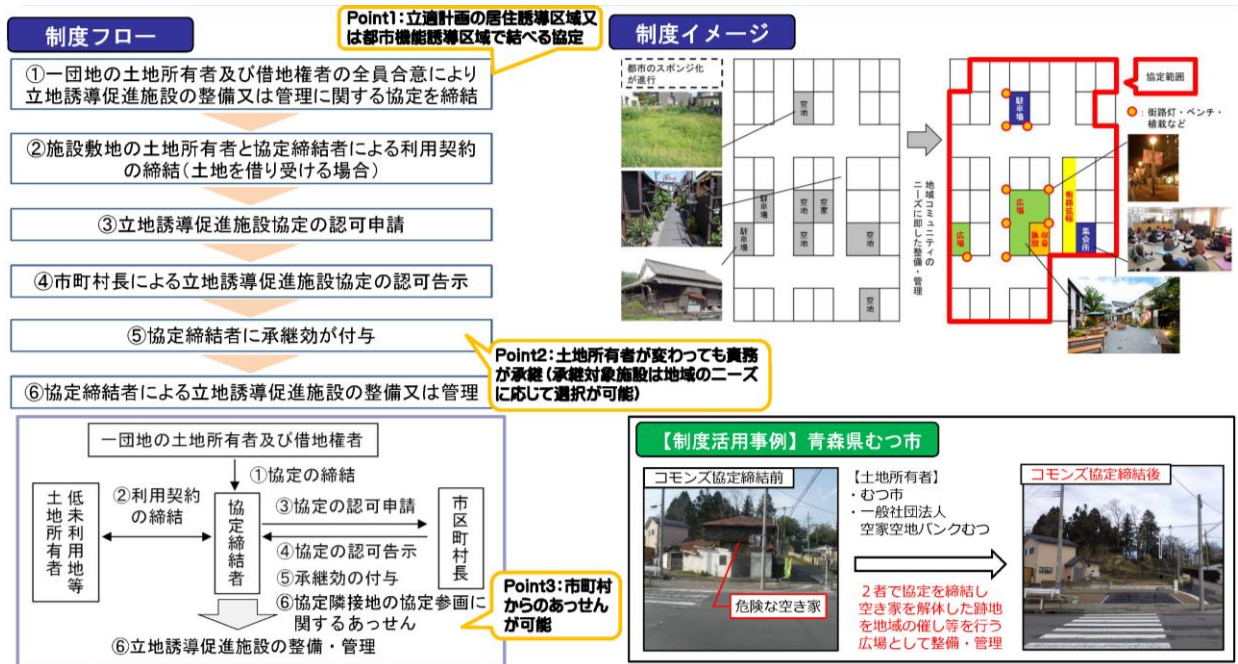 制度フロー
Point1：立適計画の居住誘導区域又
は都市機能誘導区域で結べる協定
①一団地の土地所有者及び借地権者の全員合意により
立地誘導促進施設の整備又は管理に関する協定を締結
②施設敷地の土地所有者と協定締結者による利用契約
の締結（土地を借り受ける場合）
③立地誘導促進施設協定の認可申請
④市町村長による立地誘導促進施設協定の認可告示
⑤協定締結者に承継効が付与
Point2：土地所有者が変わっても責務
が承継（承継対象施設は地域のニーズ
に応じて選択が可能）
⑥協定締結者による立地誘導促進施設の整備又は管理
一団地の土地所有者及び借地権者
①協定の締結
低未利用地等
土地所有者
②利用契約
の締結
協定締結者
③協定の認可申請
④協定の認可告示
⑤承継効の付与
⑥協定隣接地の協定参画に
関するあっせん
市区町村長
⑥立地誘導促進施設の整備・管理
Point3：市町村
からのあっせん
が可能
制度イメージ
都市のスポンジ化
が進行
空地
駐車場
空地
空家
駐車場
空地
空地
空地
地域コミュニティの
ニーズに即した整備・管理
協定範囲
：街路灯・ベンチ・
植栽など
駐車場
広場
広場
収益
施設
街路拡幅
集会所
【制度活用事例】青森県むつ市
コモンズ協定締結前
危険な空き家
【土地所有者】
・むつ市
・一般社団法人
空家空地バンクむつ
２者で協定を締結し
空き家を解体した跡地
を地域の催し等を行う
広場として整備・管理
コモンズ協定締結後